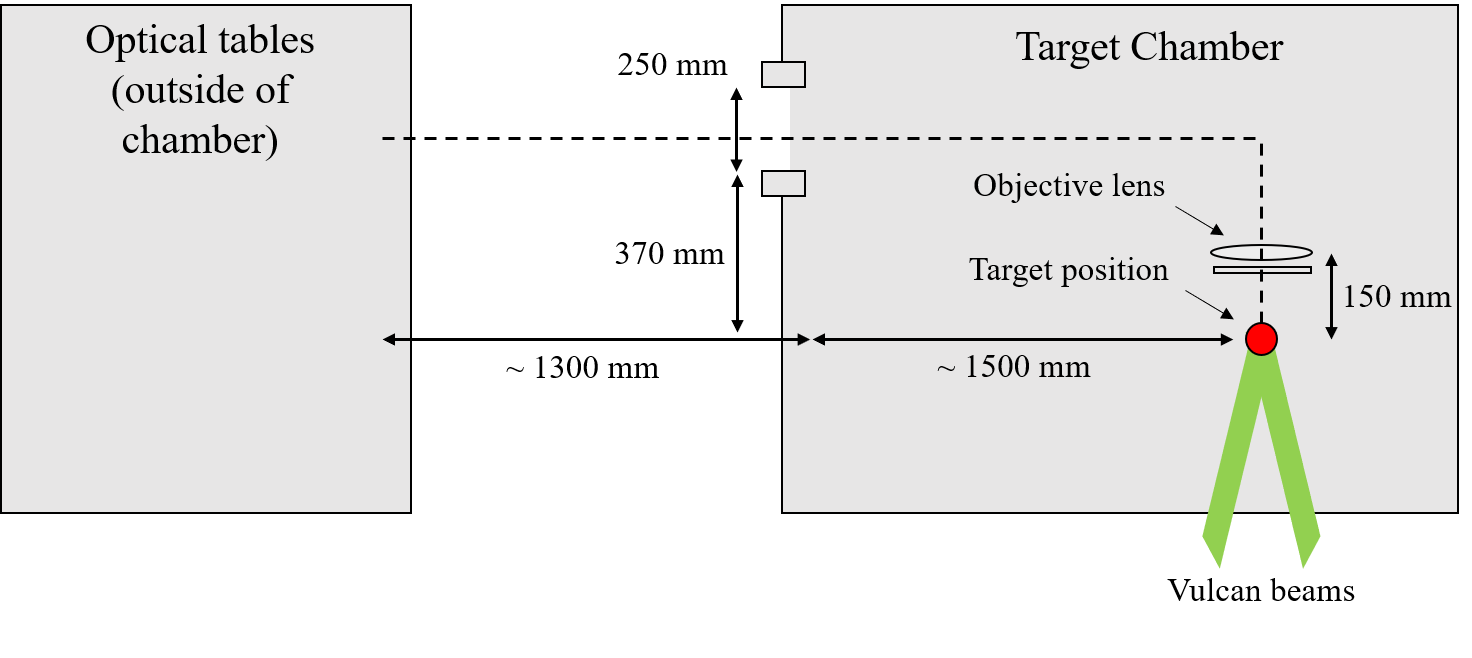 Optical tables
(outside of
chamber)
250 mm
Target Chamber
Objective lens
370 mm
Target position
150 mm
~ 1300 mm
~ 1500 mm
Vulcan beams